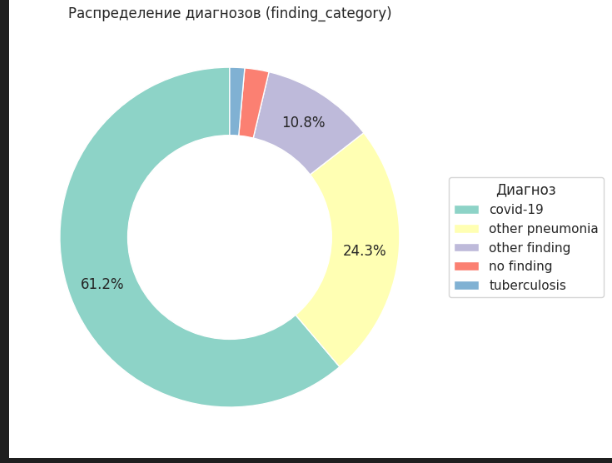 Распределение диагнозов (finding_category)
10.8%
24.3%
61.2%
Диагноз
covid-19
other pneumonia
other finding
no finding
tuberculosis